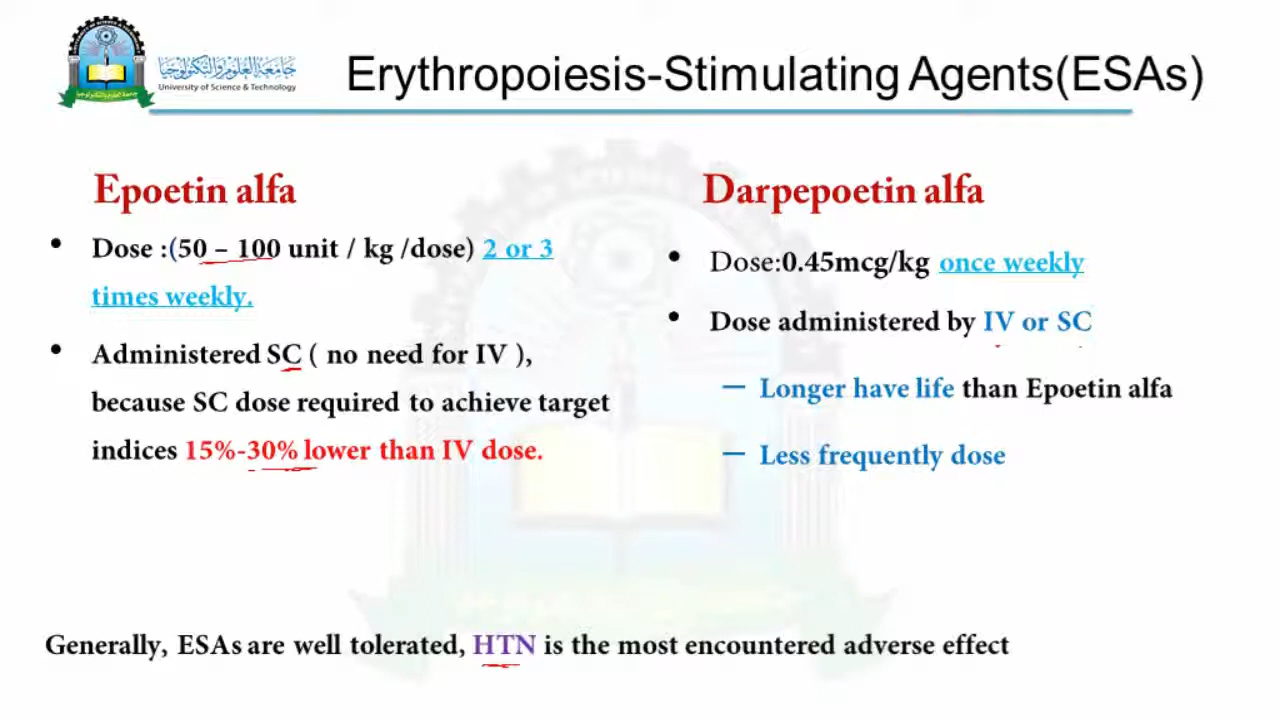 جامعة العلوم والتكنولوجيا
University of Science & Technology
Erythropoiesis-Stimulating Agents(ESAs)
Epoetin alfa
• Dose :(50 – 100 unit / kg /dose) 2 or 3
times weekly.
• Administered SC ( no need for IV ),
because SC dose required to achieve target
indices 15%-30% lower than IV dose.
Darpepoetin alfa
• Dose:0.45mcg/kg once weekly
• Dose administered by IV or SC
– Longer have life than Epoetin alfa
– Less frequently dose
Generally, ESAs are well tolerated, HTN is the most encountered adverse effect